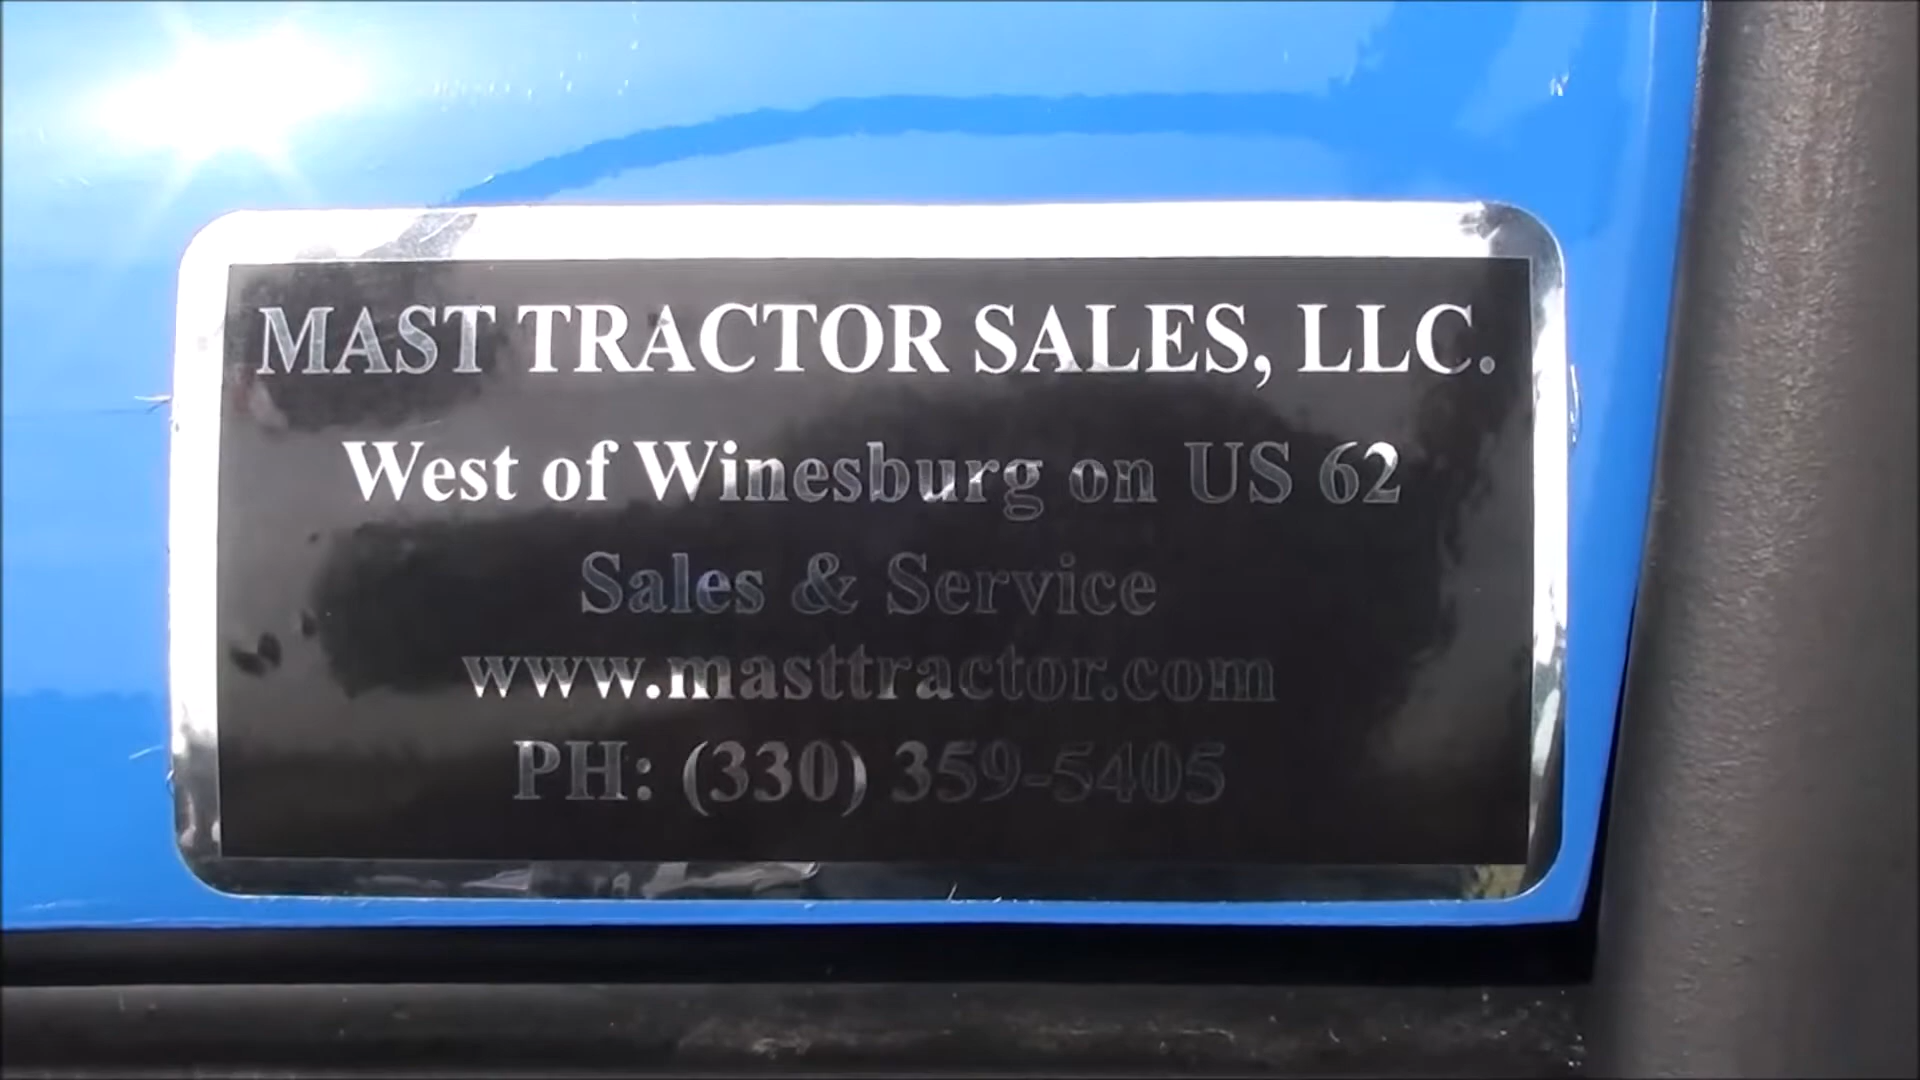 MAST TRACTOR SALES, LLC.
West of Winesburg on US 62
Sales & Service
www.masttractor.com
PH: (330) 359-5405